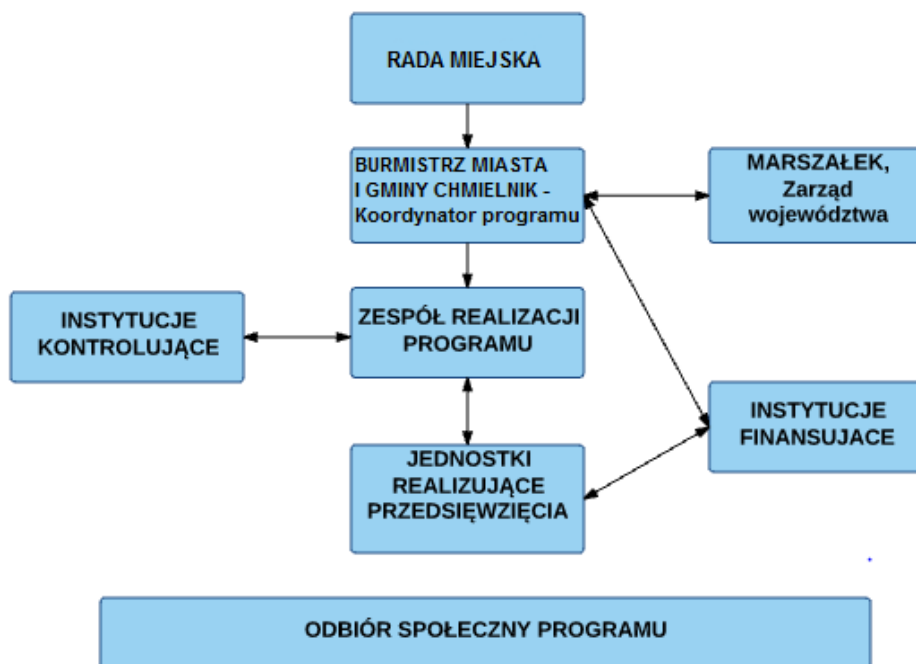 RADA MIEJSKA
BURMISTRZ MIASTA
I GMINY CHMIELNIK -
Koordynator programu
MARSZAŁEK,
Zarząd
województwa
INSTYTUCJE
KONTROLUJĄCE
ZESPÓŁ REALIZACJI
PROGRAMU
INSTYTUCJE
FINANSUJACE
JEDNOSTKI
REALIZUJĄCE
PRZEDSIĘWZIĘCIA
ODBIÓR SPOŁECZNY PROGRAMU